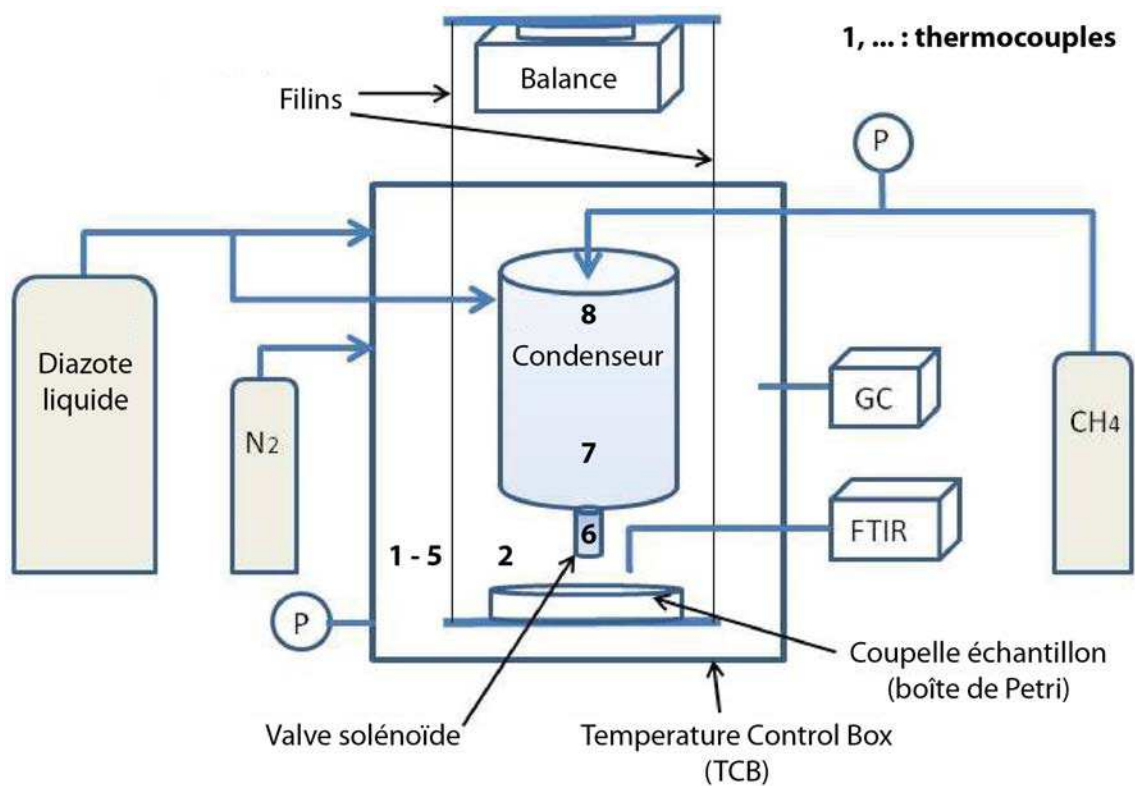 1, ... : thermocouples
Balance
Filins
P
8
Condenseur
Diazote
liquide
N2
GC
CH4
7
6
FTIR
1 - 5
2
P
Coupelle échantillon
(boîte de Petri)
Valve solénoïde
Temperature Control Box
(TCB)